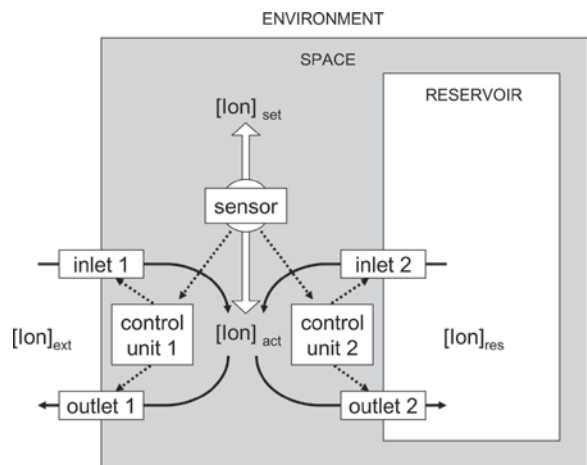 ENVIRONMENT
SPACE
RESERVOIR
[Ion] set
sensor
inlet 1
inlet 2
[Ion]ext
control
unit 1
[Ion] act
control
unit 2
[Ion]res
outlet 1
outlet 2